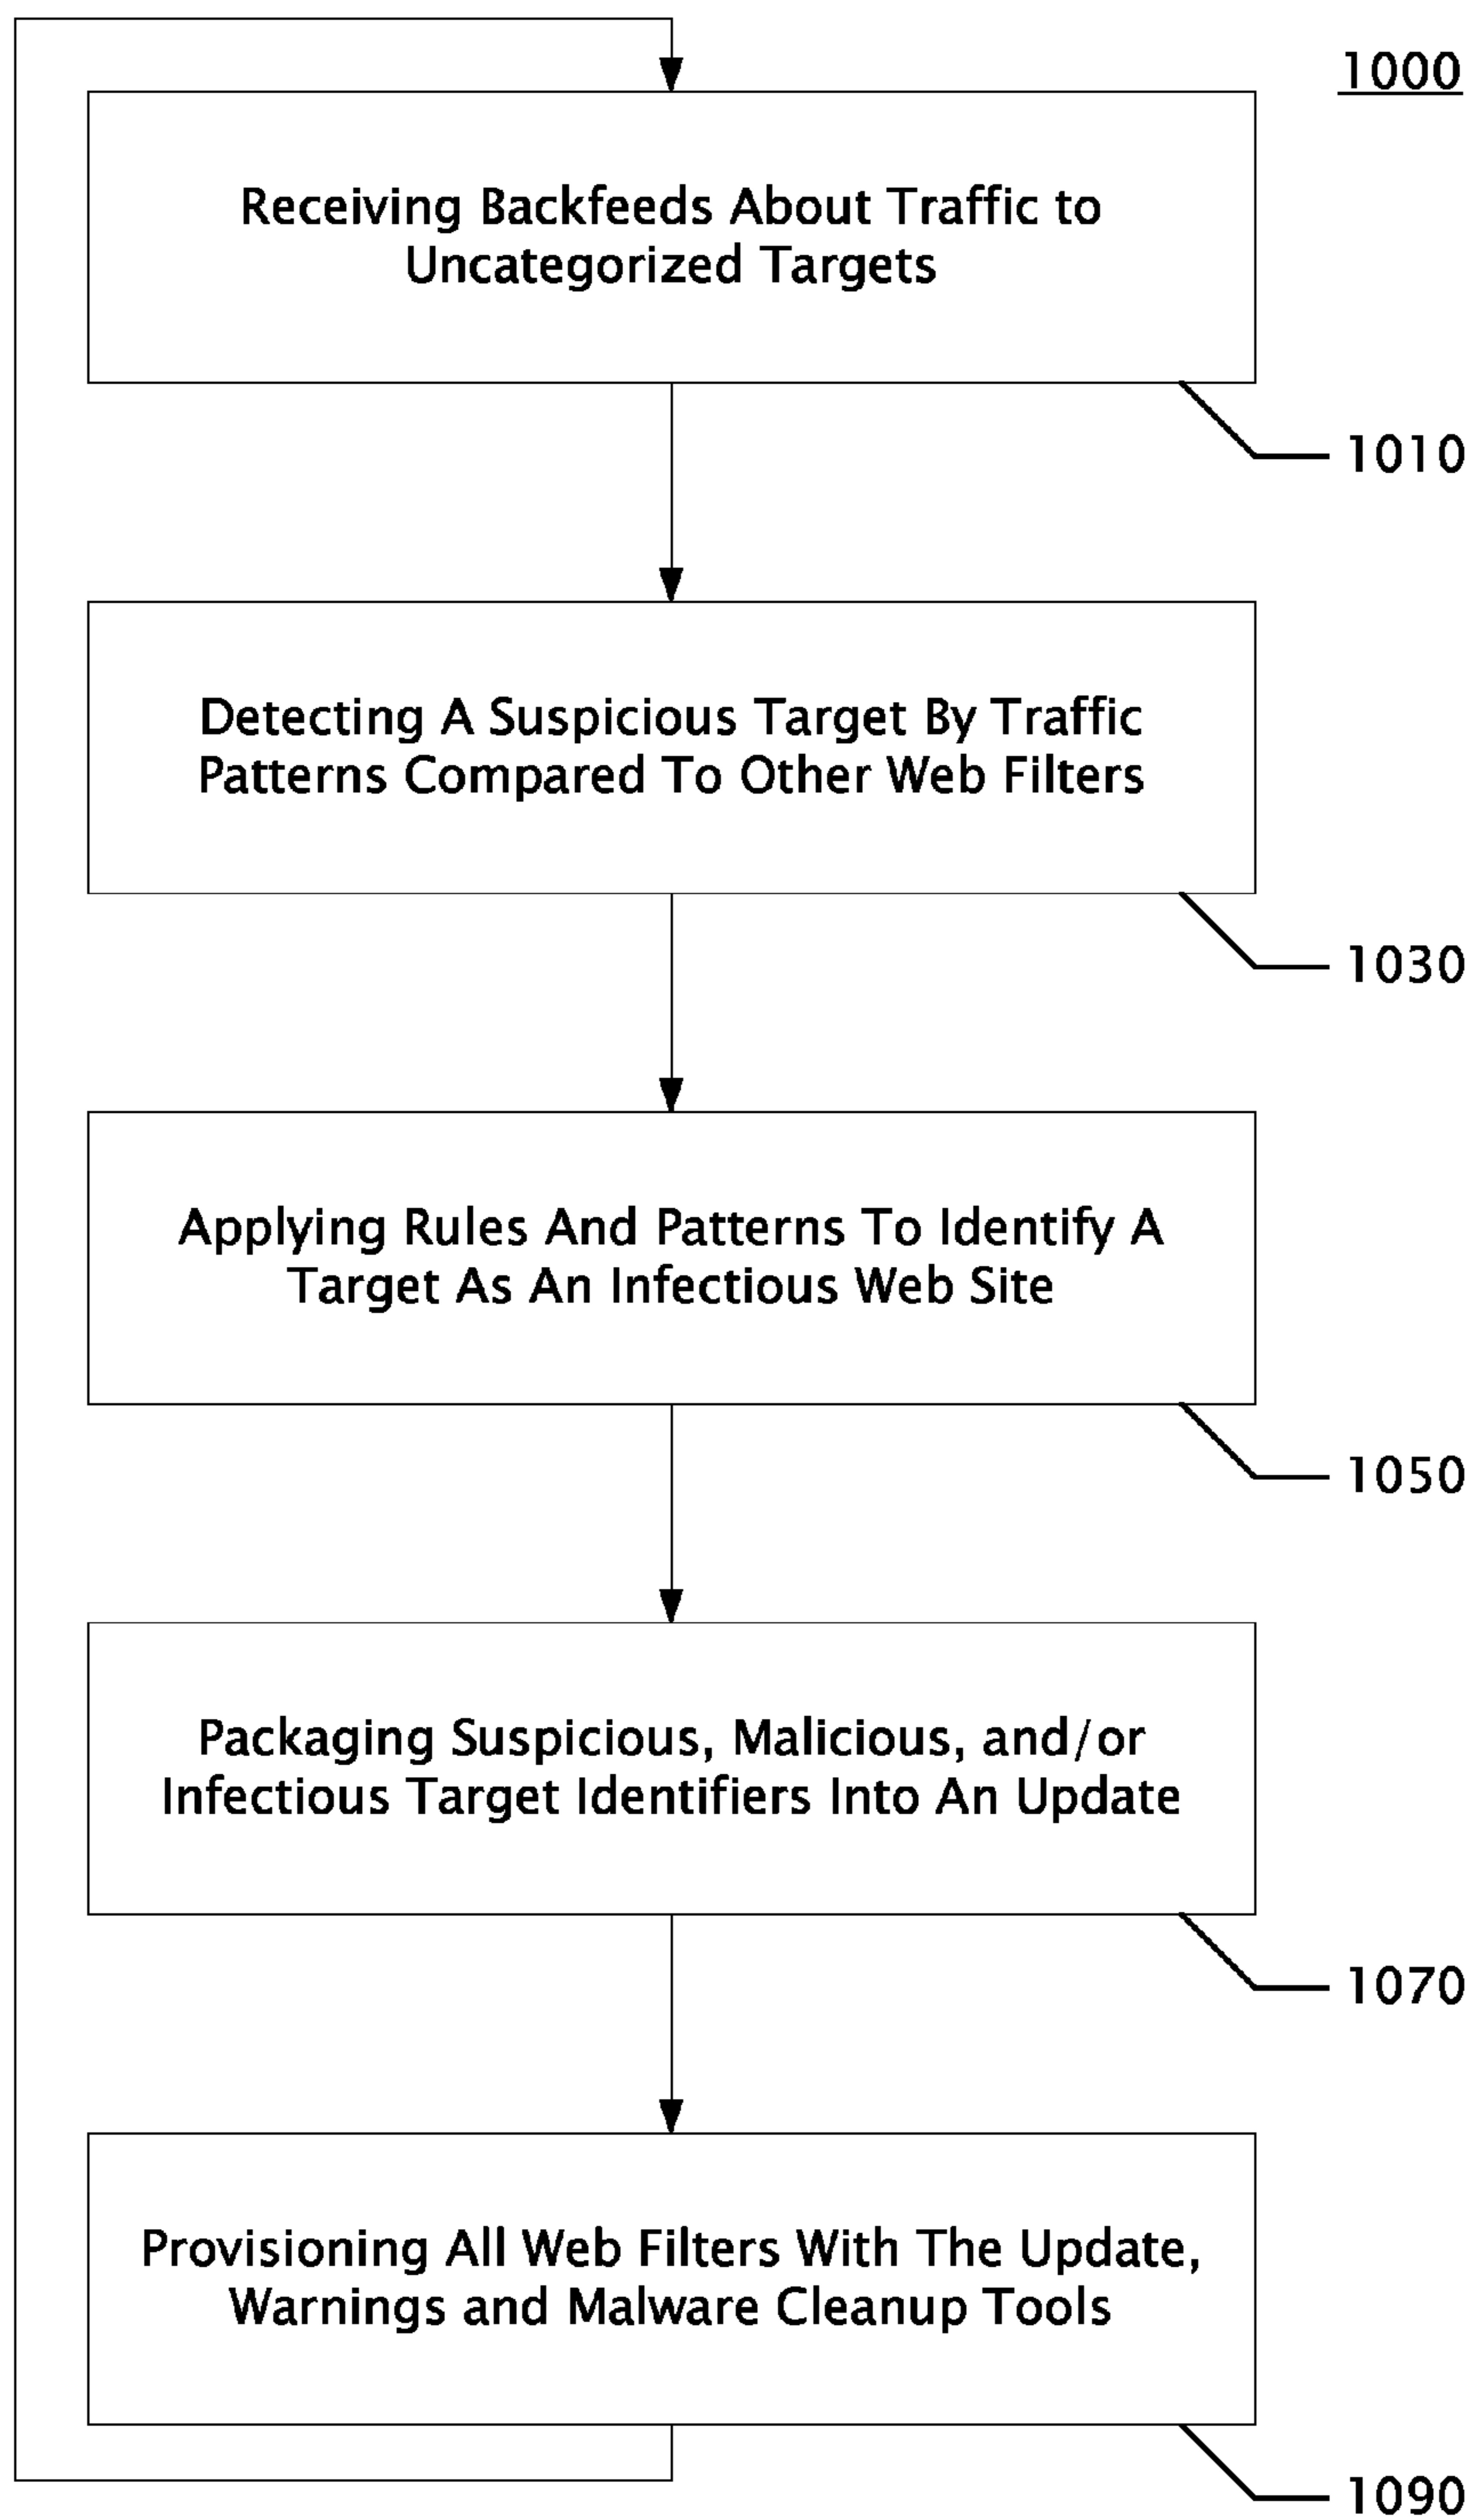 1000
Receiving Backfeeds About Traffic to
Uncategorized Targets
1010
Detecting A Suspicious Target By Traffic
Patterns Compared To Other Web Filters
1030
Applying Rules And Patterns To Identify A
Target As An Infectious Web Site
1050
Packaging Suspicious, Malicious, and/or
Infectious Target Identifiers Into An Update
1070
Provisioning All Web Filters With The Update,
Warnings and Malware Cleanup Tools
1090